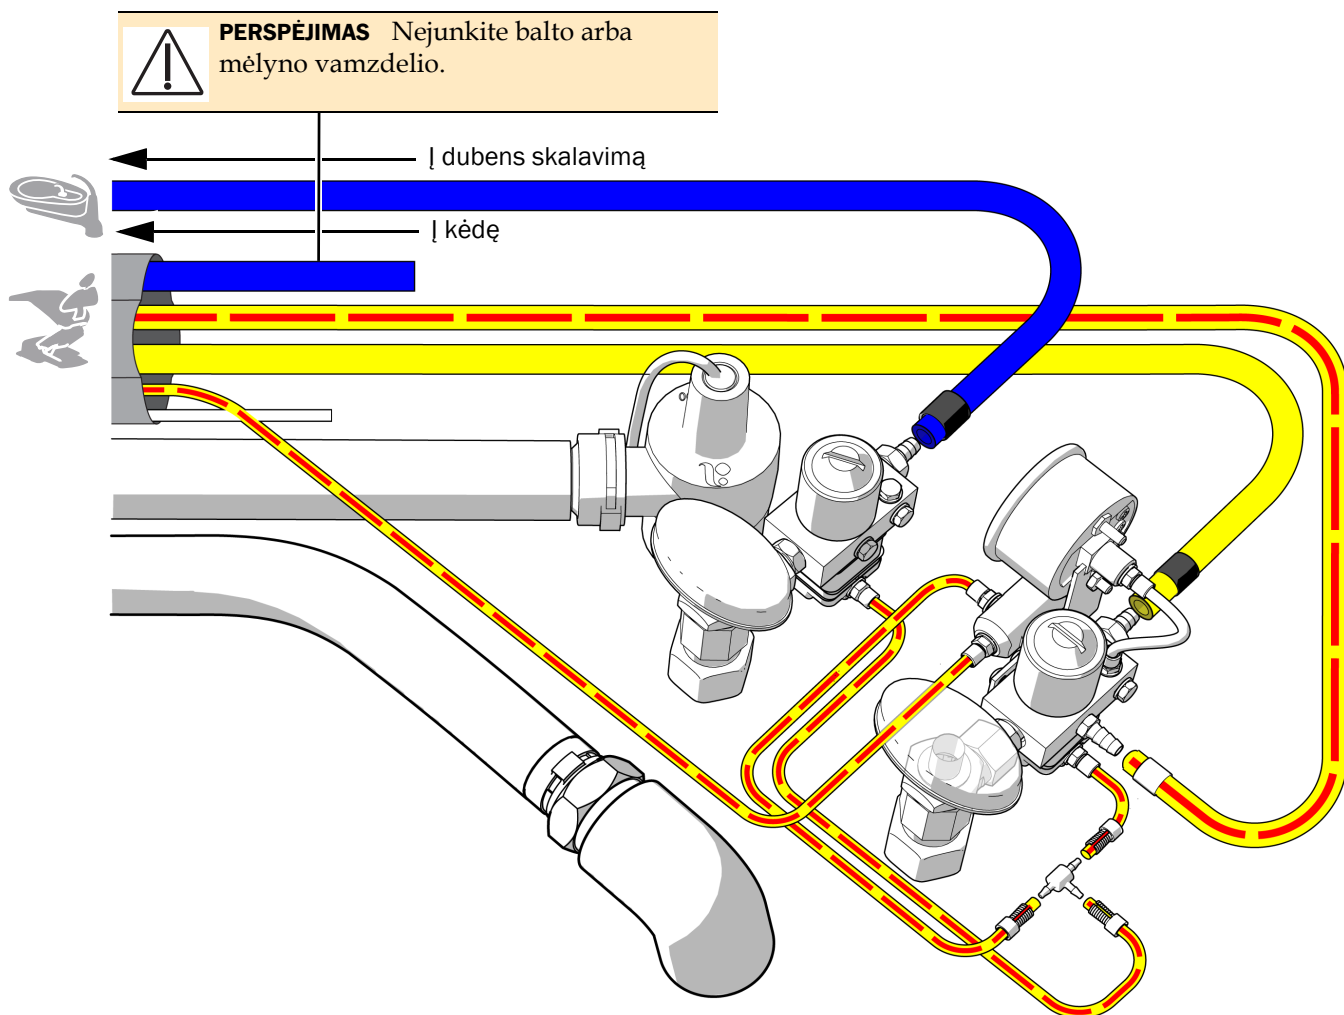 PERSPĖJIMAS Nejunkite balto arba
mėlyno vamzdelio.
Į dubens skalavimą
Į kėdę